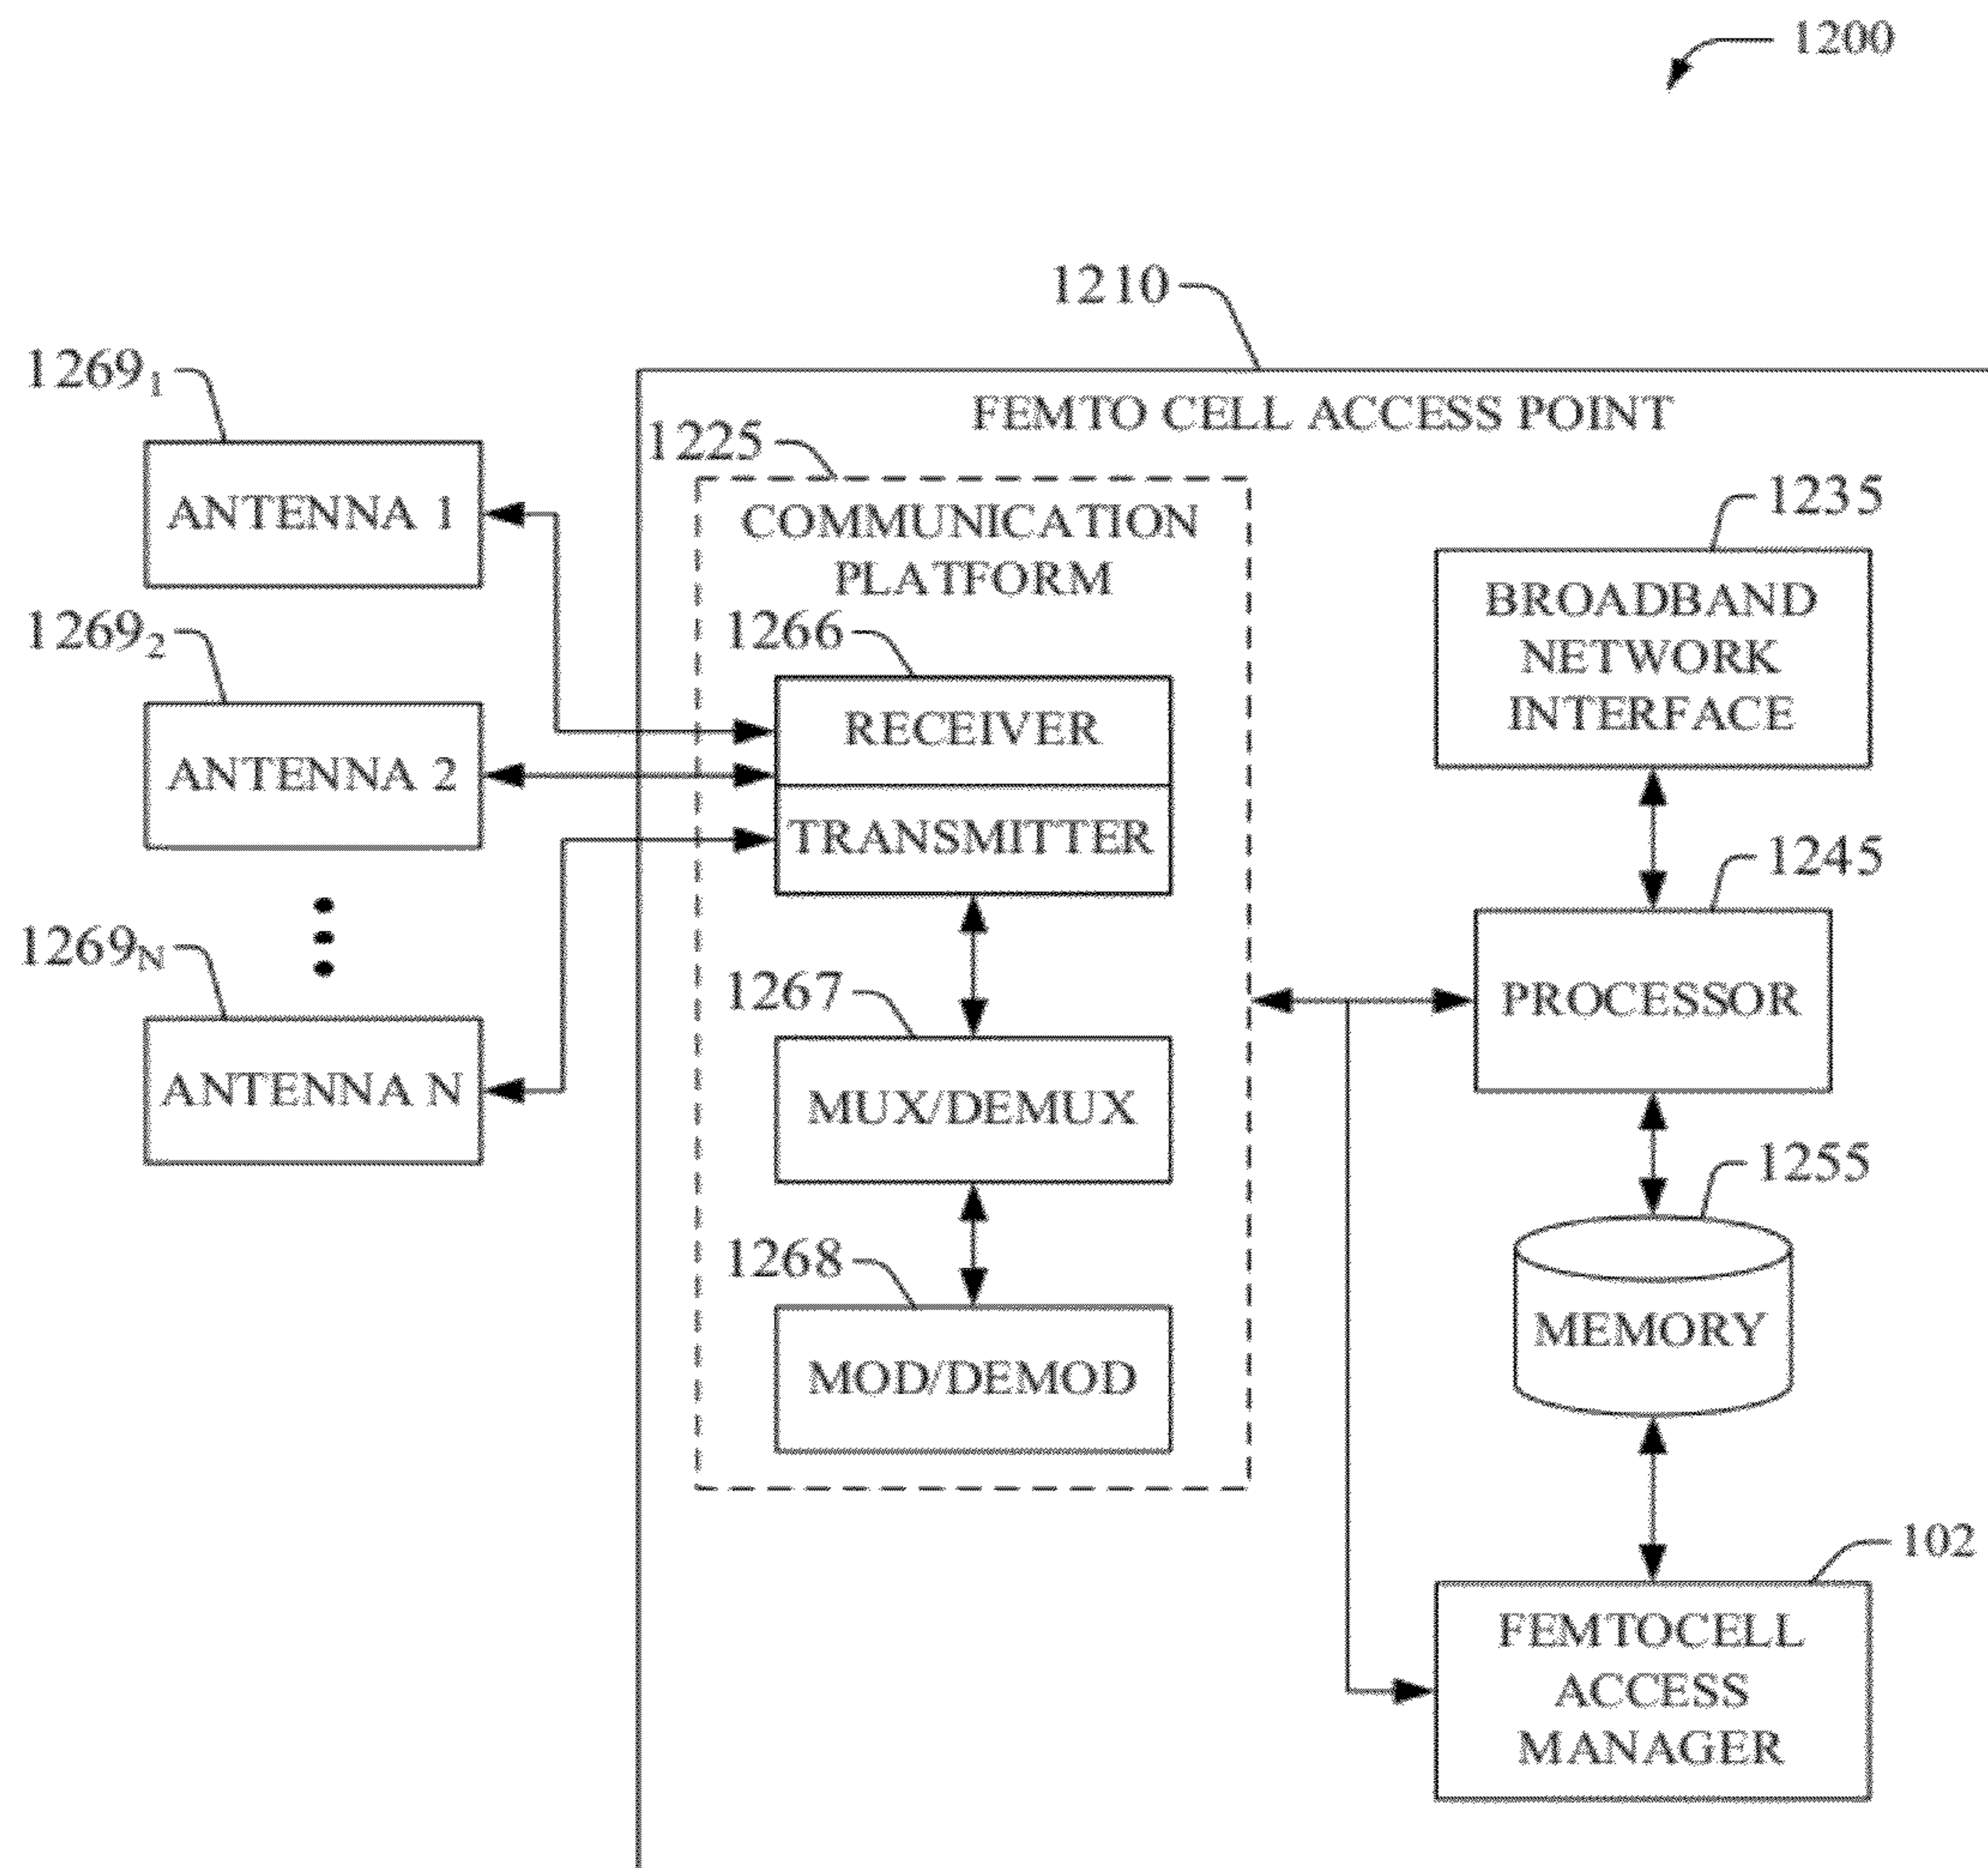 1200
1210
FEMTO CELL ACCESS POINT
1269₁
ANTENNA 1
1269₂
ANTENNA 2
1269N
ANTENNA N
1225
COMMUNICATION
PLATFORM
1266
RECEIVER
TRANSMITTER
1267
MUX/DEMUX
1268
MOD/DEMOD
1235
BROADBAND
NETWORK
INTERFACE
1245
PROCESSOR
1255
MEMORY
102
FEMTOCELL
ACCESS
MANAGER